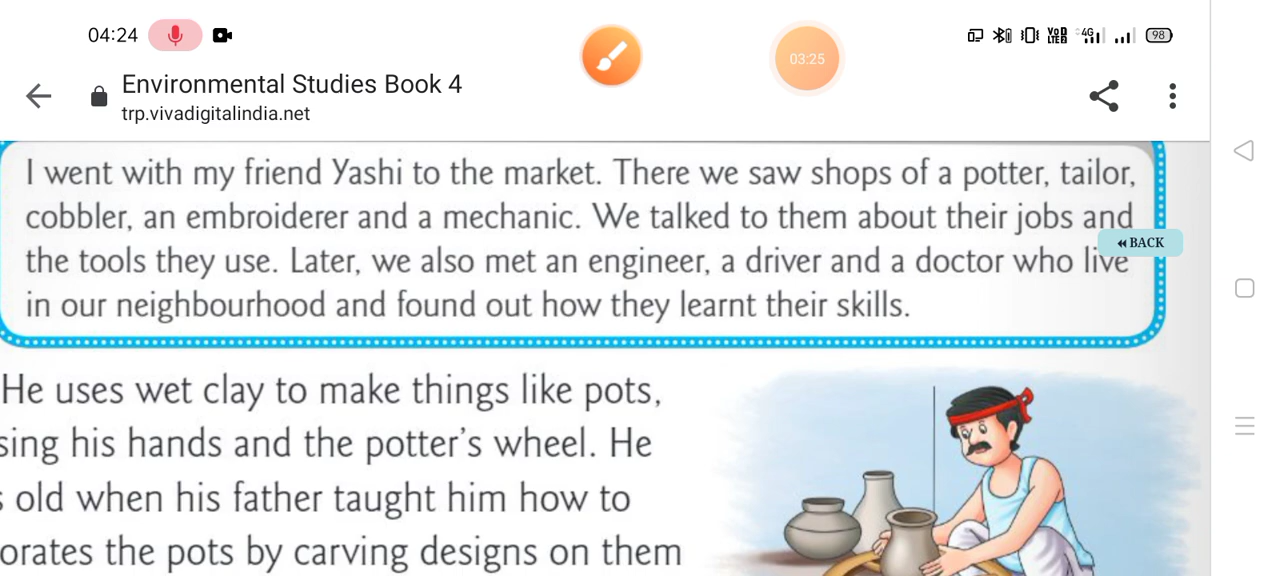 04:24
03:25
VoD LTE 4G 98
Environmental Studies Book 4
trp.vivadigitalindia.net
I went with my friend Yashi to the market. There we saw shops of a potter, tailor,
cobbler, an embroiderer and a mechanic. We talked to them about their jobs and
BACK
the tools they use. Later, we also met an engineer, a driver and a doctor who live
in our neighbourhood and found out how they learnt their skills.
He uses wet clay to make things like pots,
sing his hands and the potter's wheel. He
s old when his father taught him how to
orates the pots by carving designs on them